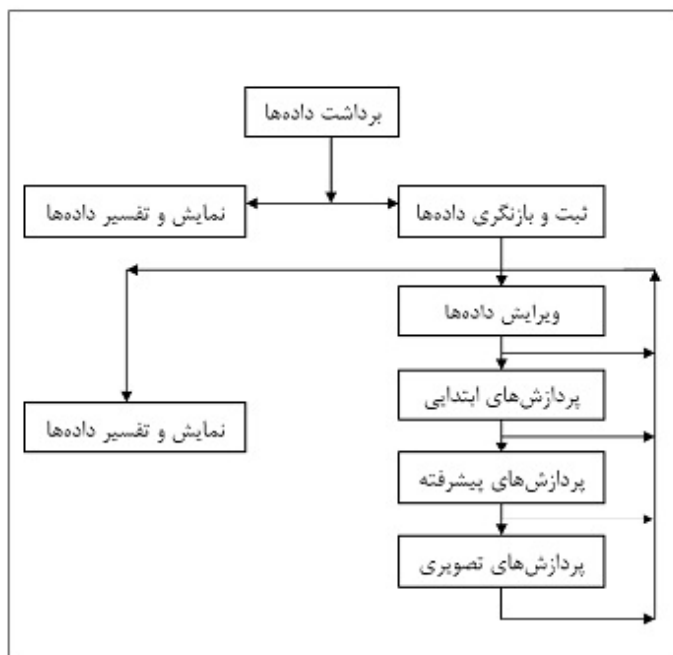 برداشت داده‌ها
ثبت و بازنگری داده‌ها
نمایش و تفسیر داده‌ها
ویرایش داده‌ها
پردازش‌های ابتدایی
نمایش و تفسیر داده‌ها
پردازش‌های پیشرفته
پردازش‌های تصویری